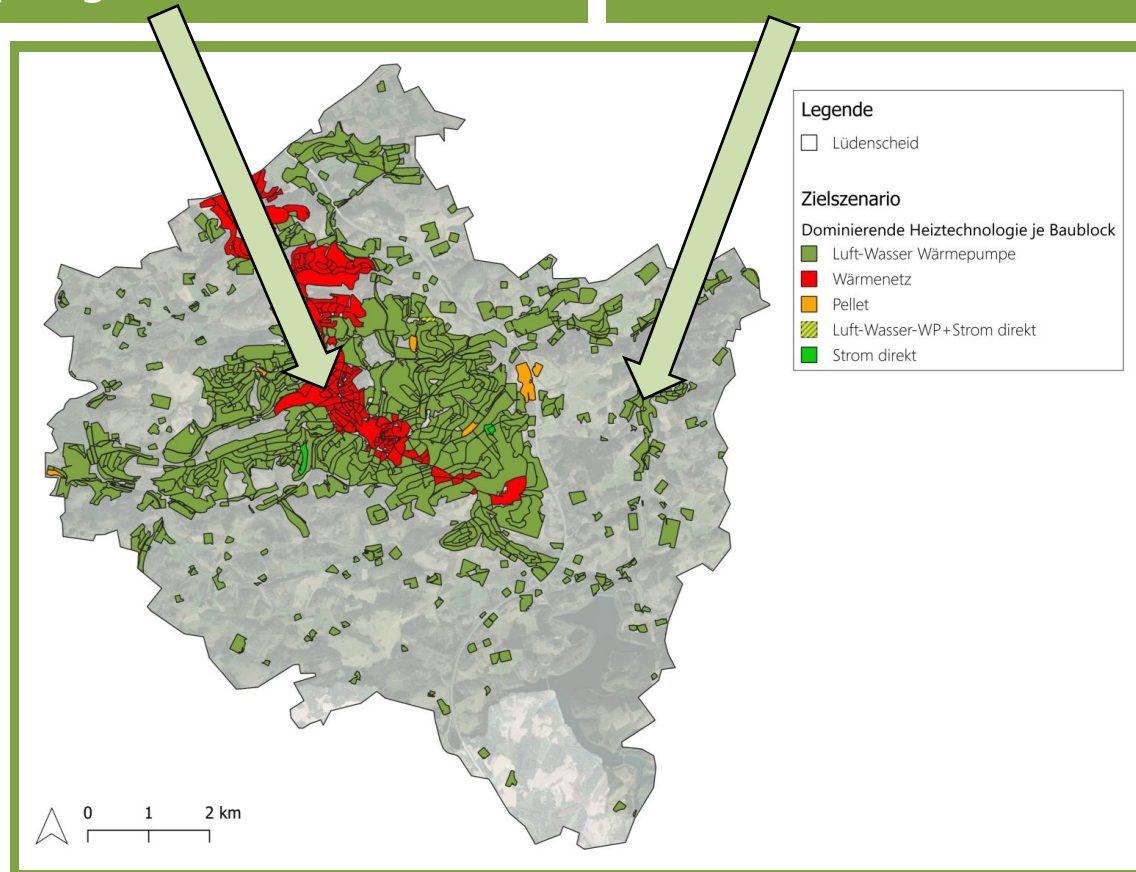 Legende
Lüdenscheid
Zielszenario
Dominierende Heiztechnologie je Baublock
Luft-Wasser Wärmepumpe
Wärmenetz
Pellet
Luft-Wasser-WP+Strom direkt
Strom direkt
0 1 2 km